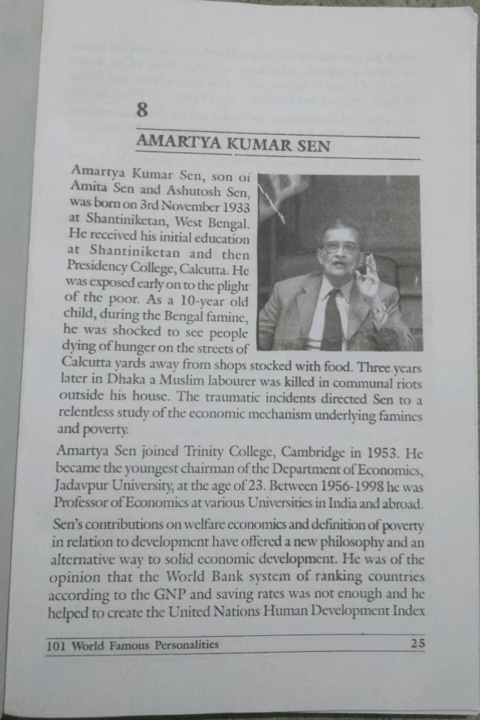 8
AMARTYA KUMAR SEN
Amartya Kumar Sen, son of
Amita Sen and Ashutosh Sen,
was born on 3rd November 1933
at Shantiniketan, West Bengal.
He received his initial education
at Shantiniketan and then
Presidency College, Calcutta. He
was exposed early on to the plight
of the poor. As a 10-year old
child, during the Bengal famine,
he was shocked to see people
dying of hunger on the streets of
Calcutta yards away from shops stocked with food. Three years
later in Dhaka a Muslim labourer was killed in communal riots
outside his house. The traumatic incidents directed Sen to a
relentless study of the economic mechanism underlying famines
and poverty.
Amartya Sen joined Trinity College, Cambridge in 1953. He
became the youngest chairman of the Department of Economics,
Jadavpur University, at the age of 23. Between 1956-1998 he was
Professor of Economics at various Universities in India and abroad.
Sen's contributions on welfare economics and definition of poverty
in relation to development have offered a new philosophy and an
alternative way to solid economic development. He was of the
opinion that the World Bank system of ranking countries
according to the GNP and saving rates was not enough and he
helped to create the United Nations Human Development Index
101 World Famous Personalities 25